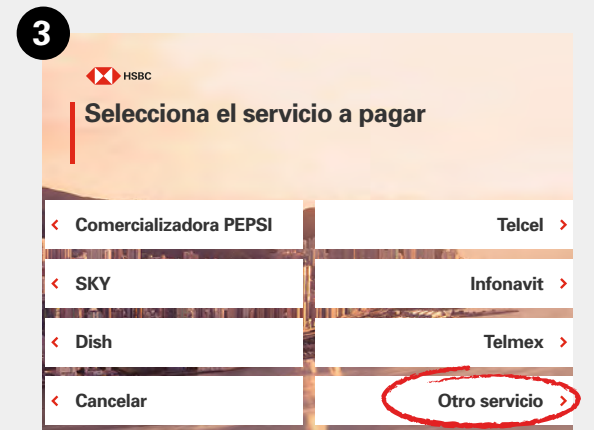 3
HSBC
Selecciona el servicio a pagar
Comercializadora PEPSI
Telcel
SKY
Infonavit
Dish
Telmex
Cancelar
Otro servicio